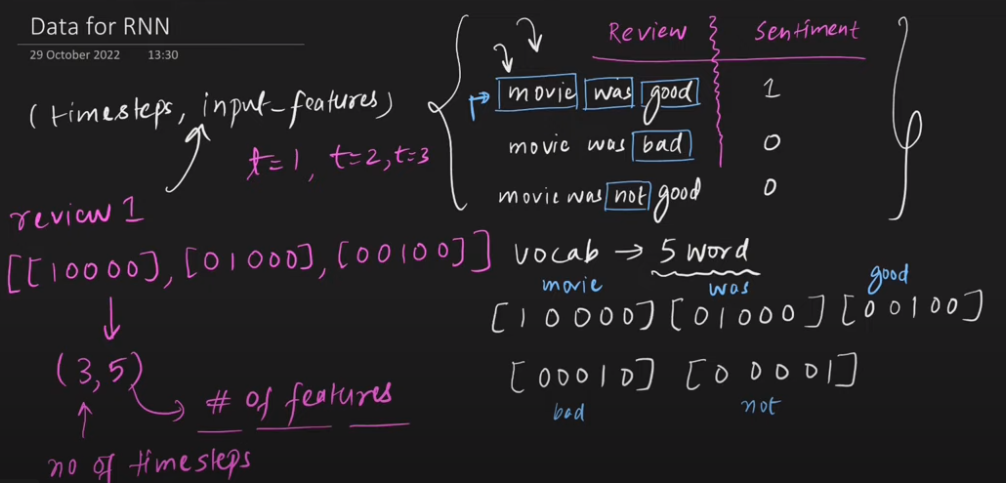 Data for RNN
29 October 2022 13:30
(timesteps, input-features)
t=1, t=2, t=3
review 1
[[10000], [01000], [00100]]
(3,5)
# of features
no of timesteps
Review Sentiment
movie was good 1
movie was bad 0
movie was not good 0
vocab → 5 word
movie was good
[10000] [01000] [00100]
[00010] [00001]
bad not